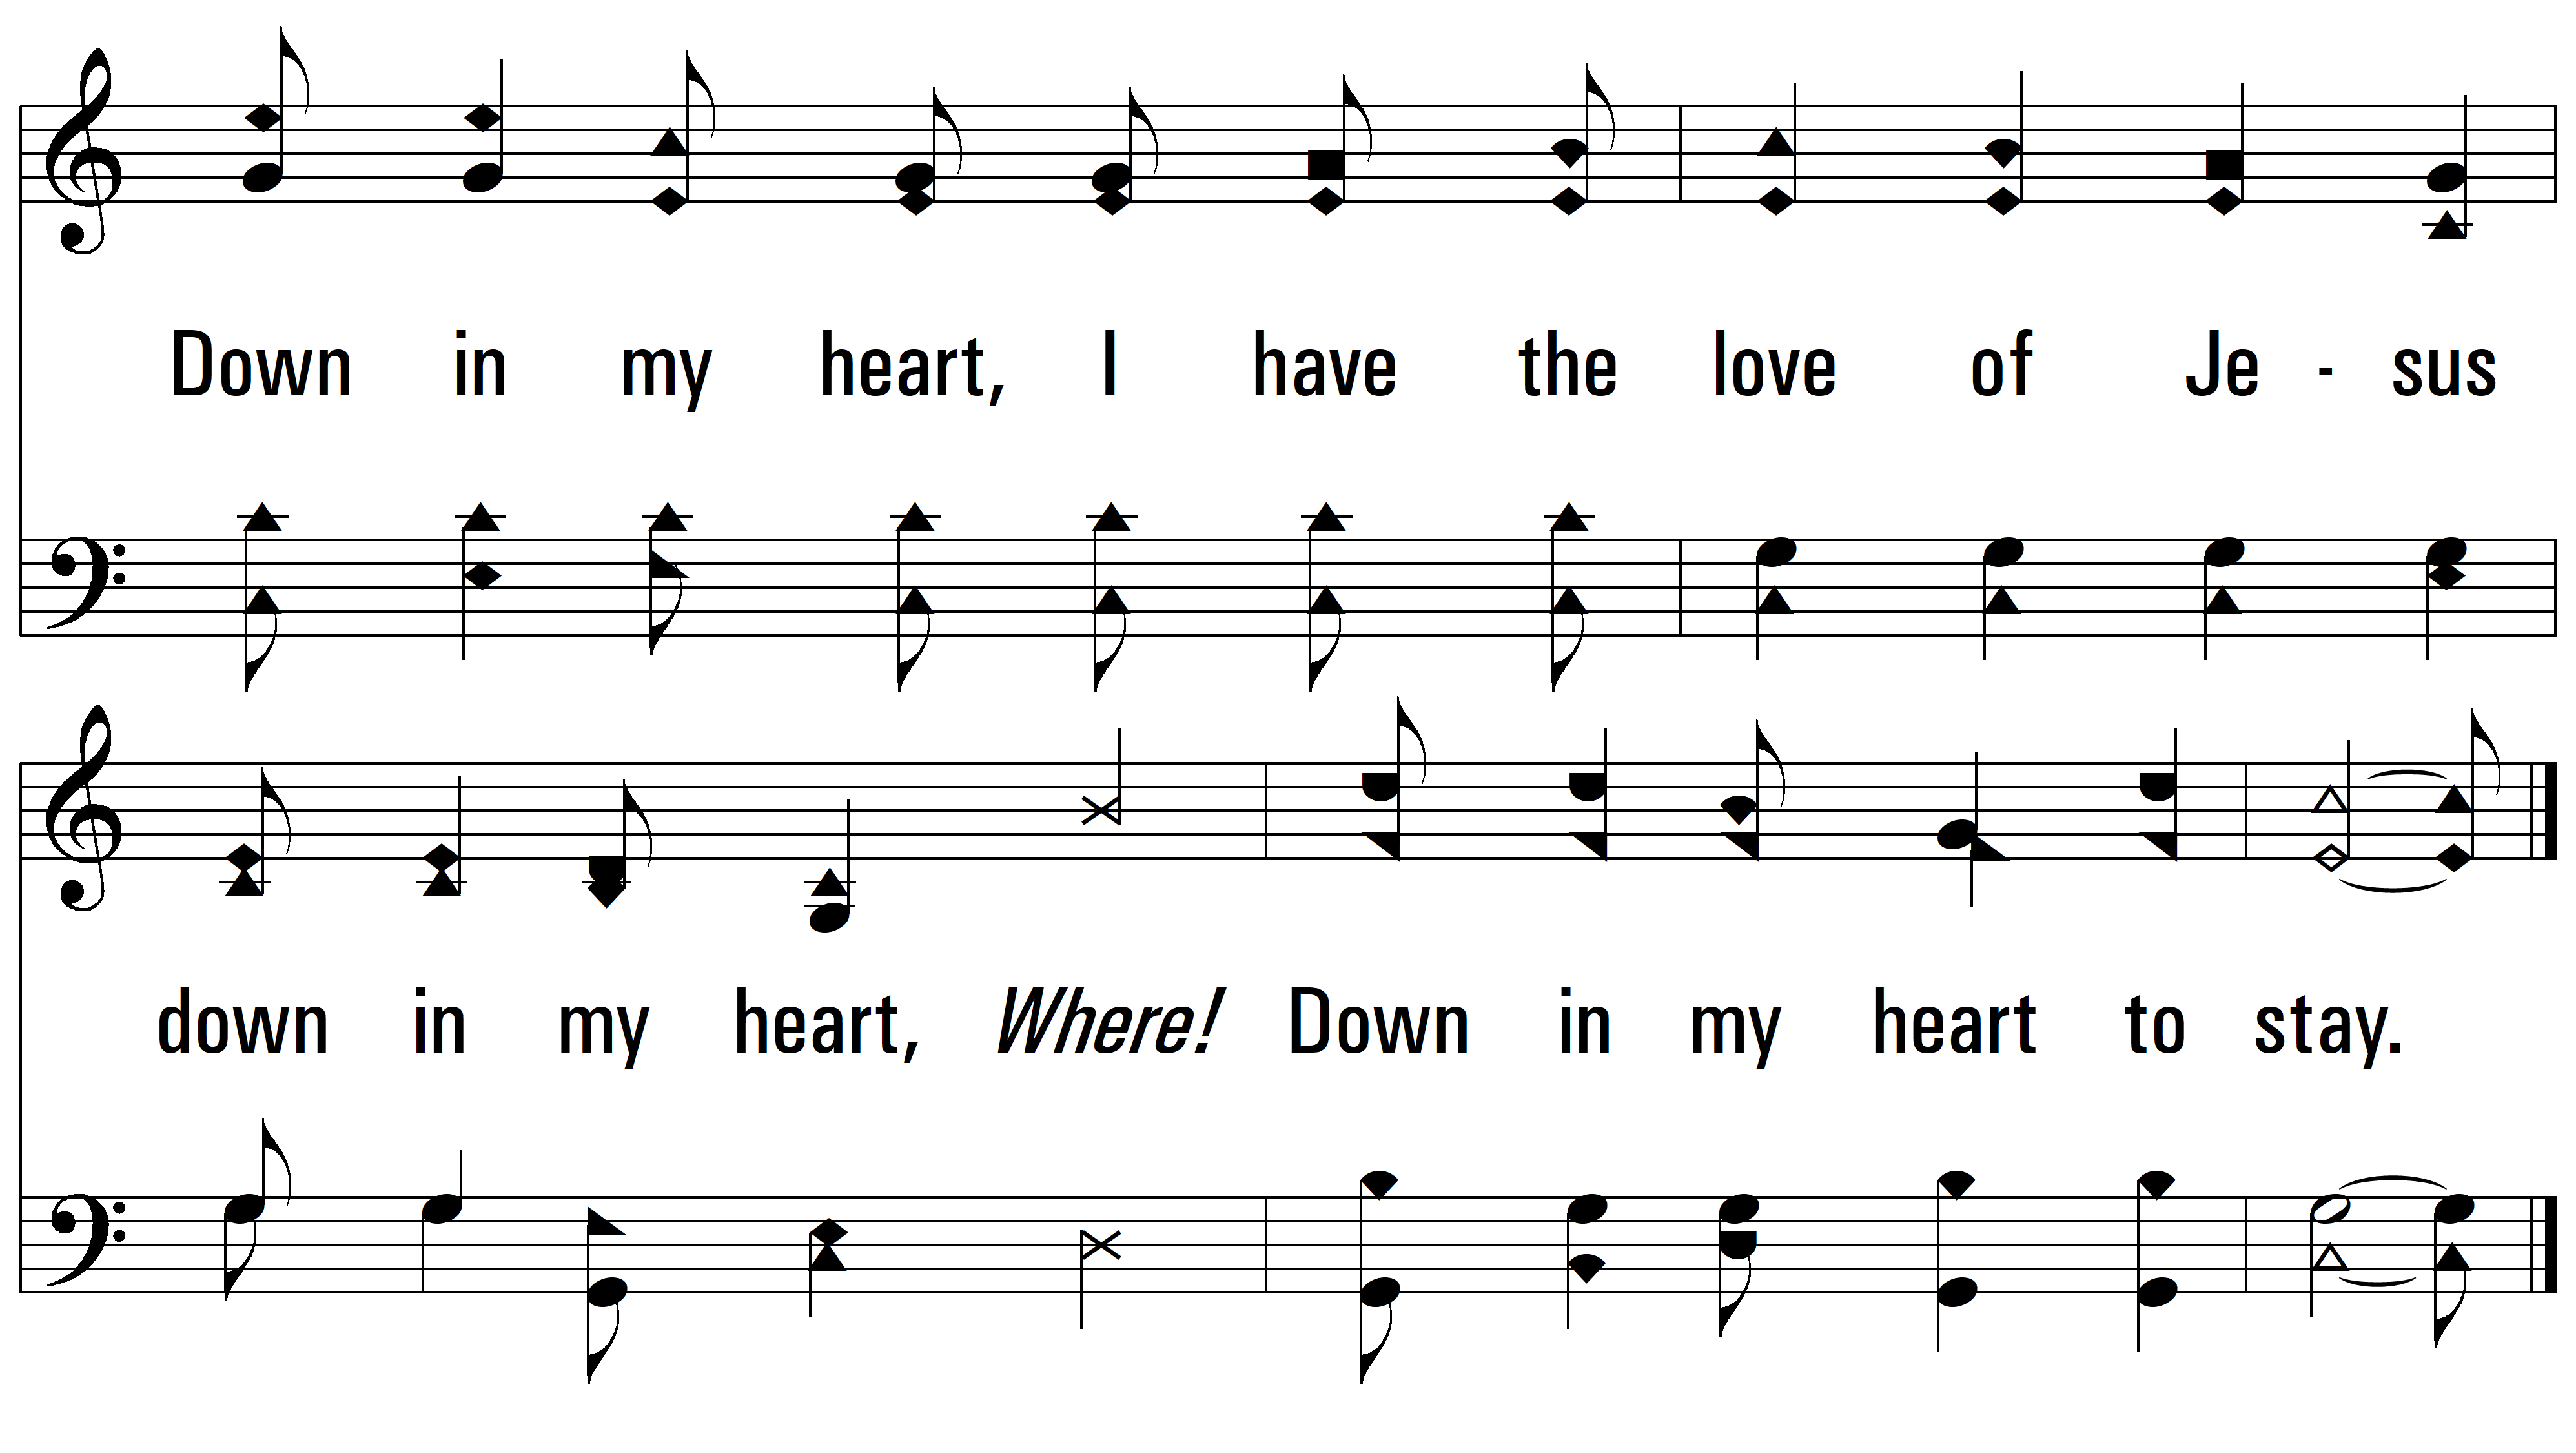 Down in my heart, I have the love of Je - sus
down in my heart, Where! Down in my heart to stay.